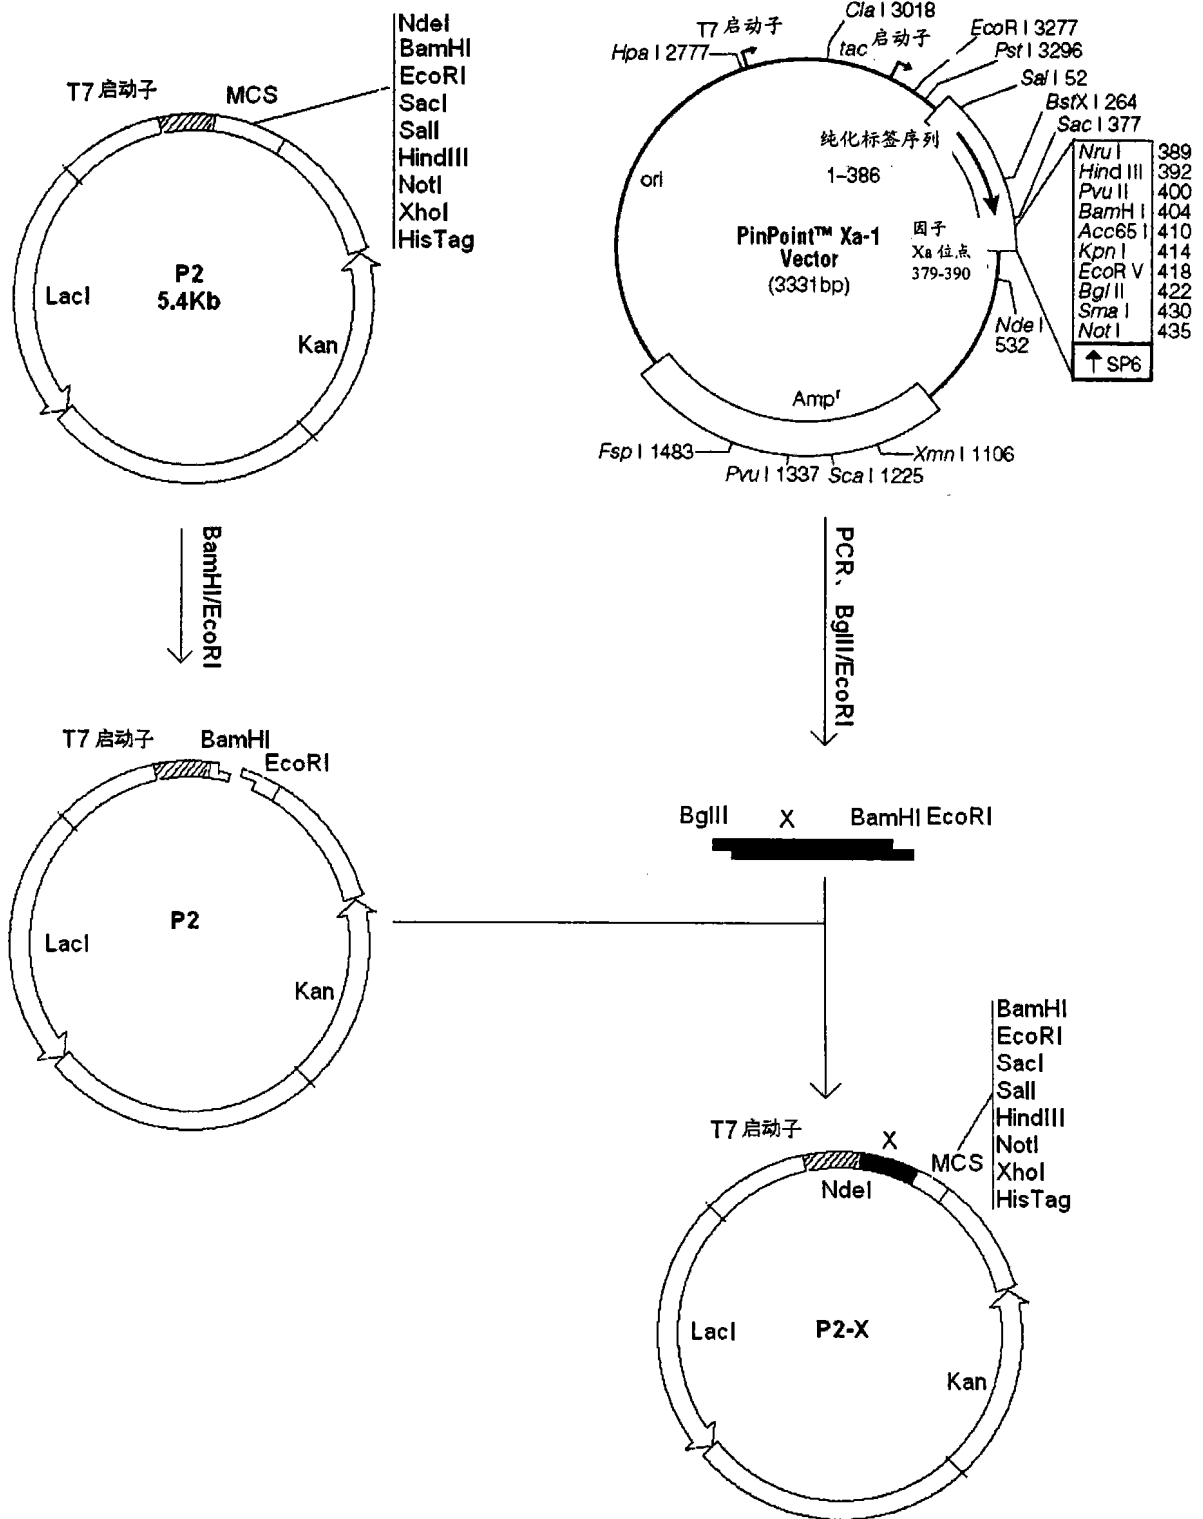 NdeI
BamHI
EcoRI
SacI
SalI
HindIII
NotI
XhoI
HisTag
T7 启动子
MCS
P2
5.4Kb
LacI
Kan
T7 启动子
Cla I 3018
tac 启动子
EcoR I 3277
Pst I 3296
Hpa I 2777
Sal I 52
BstX I 264
Sac I 377
纯化标签序列
1-386
ori
PinPoint™ Xa-1
Vector
(3331bp)
因子
Xa 位点
379-390
Nru I 389
Hind III 392
Pvu II 400
BamH I 404
Acc65 I 410
Kpn I 414
EcoR V 418
Bgl II 422
Sma I 430
Not I 435
↑ SP6
Nde I
532
Ampr
Fsp I 1483
Pvu I 1337
Sca I 1225
Xmn I 1106
BamHI/EcoRI
PCR、BglII/EcoRI
T7 启动子
BamHI
EcoRI
P2
LacI
Kan
BglII
X
BamHI
EcoRI
BamHI
EcoRI
SacI
SalI
HindIII
NotI
XhoI
HisTag
T7 启动子
X
MCS
NdeI
LacI
P2-X
Kan